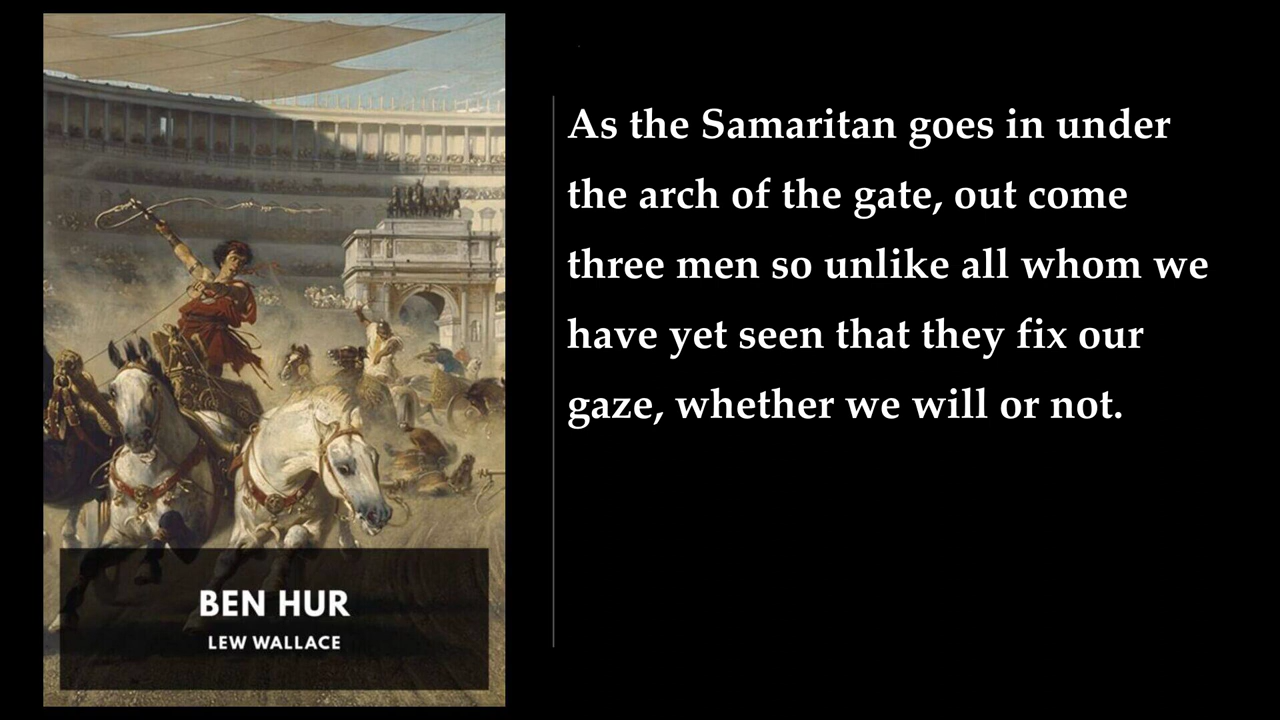 BEN HUR
LEW WALLACE
As the Samaritan goes in under
the arch of the gate, out come
three men so unlike all whom we
have yet seen that they fix our
gaze, whether we will or not.